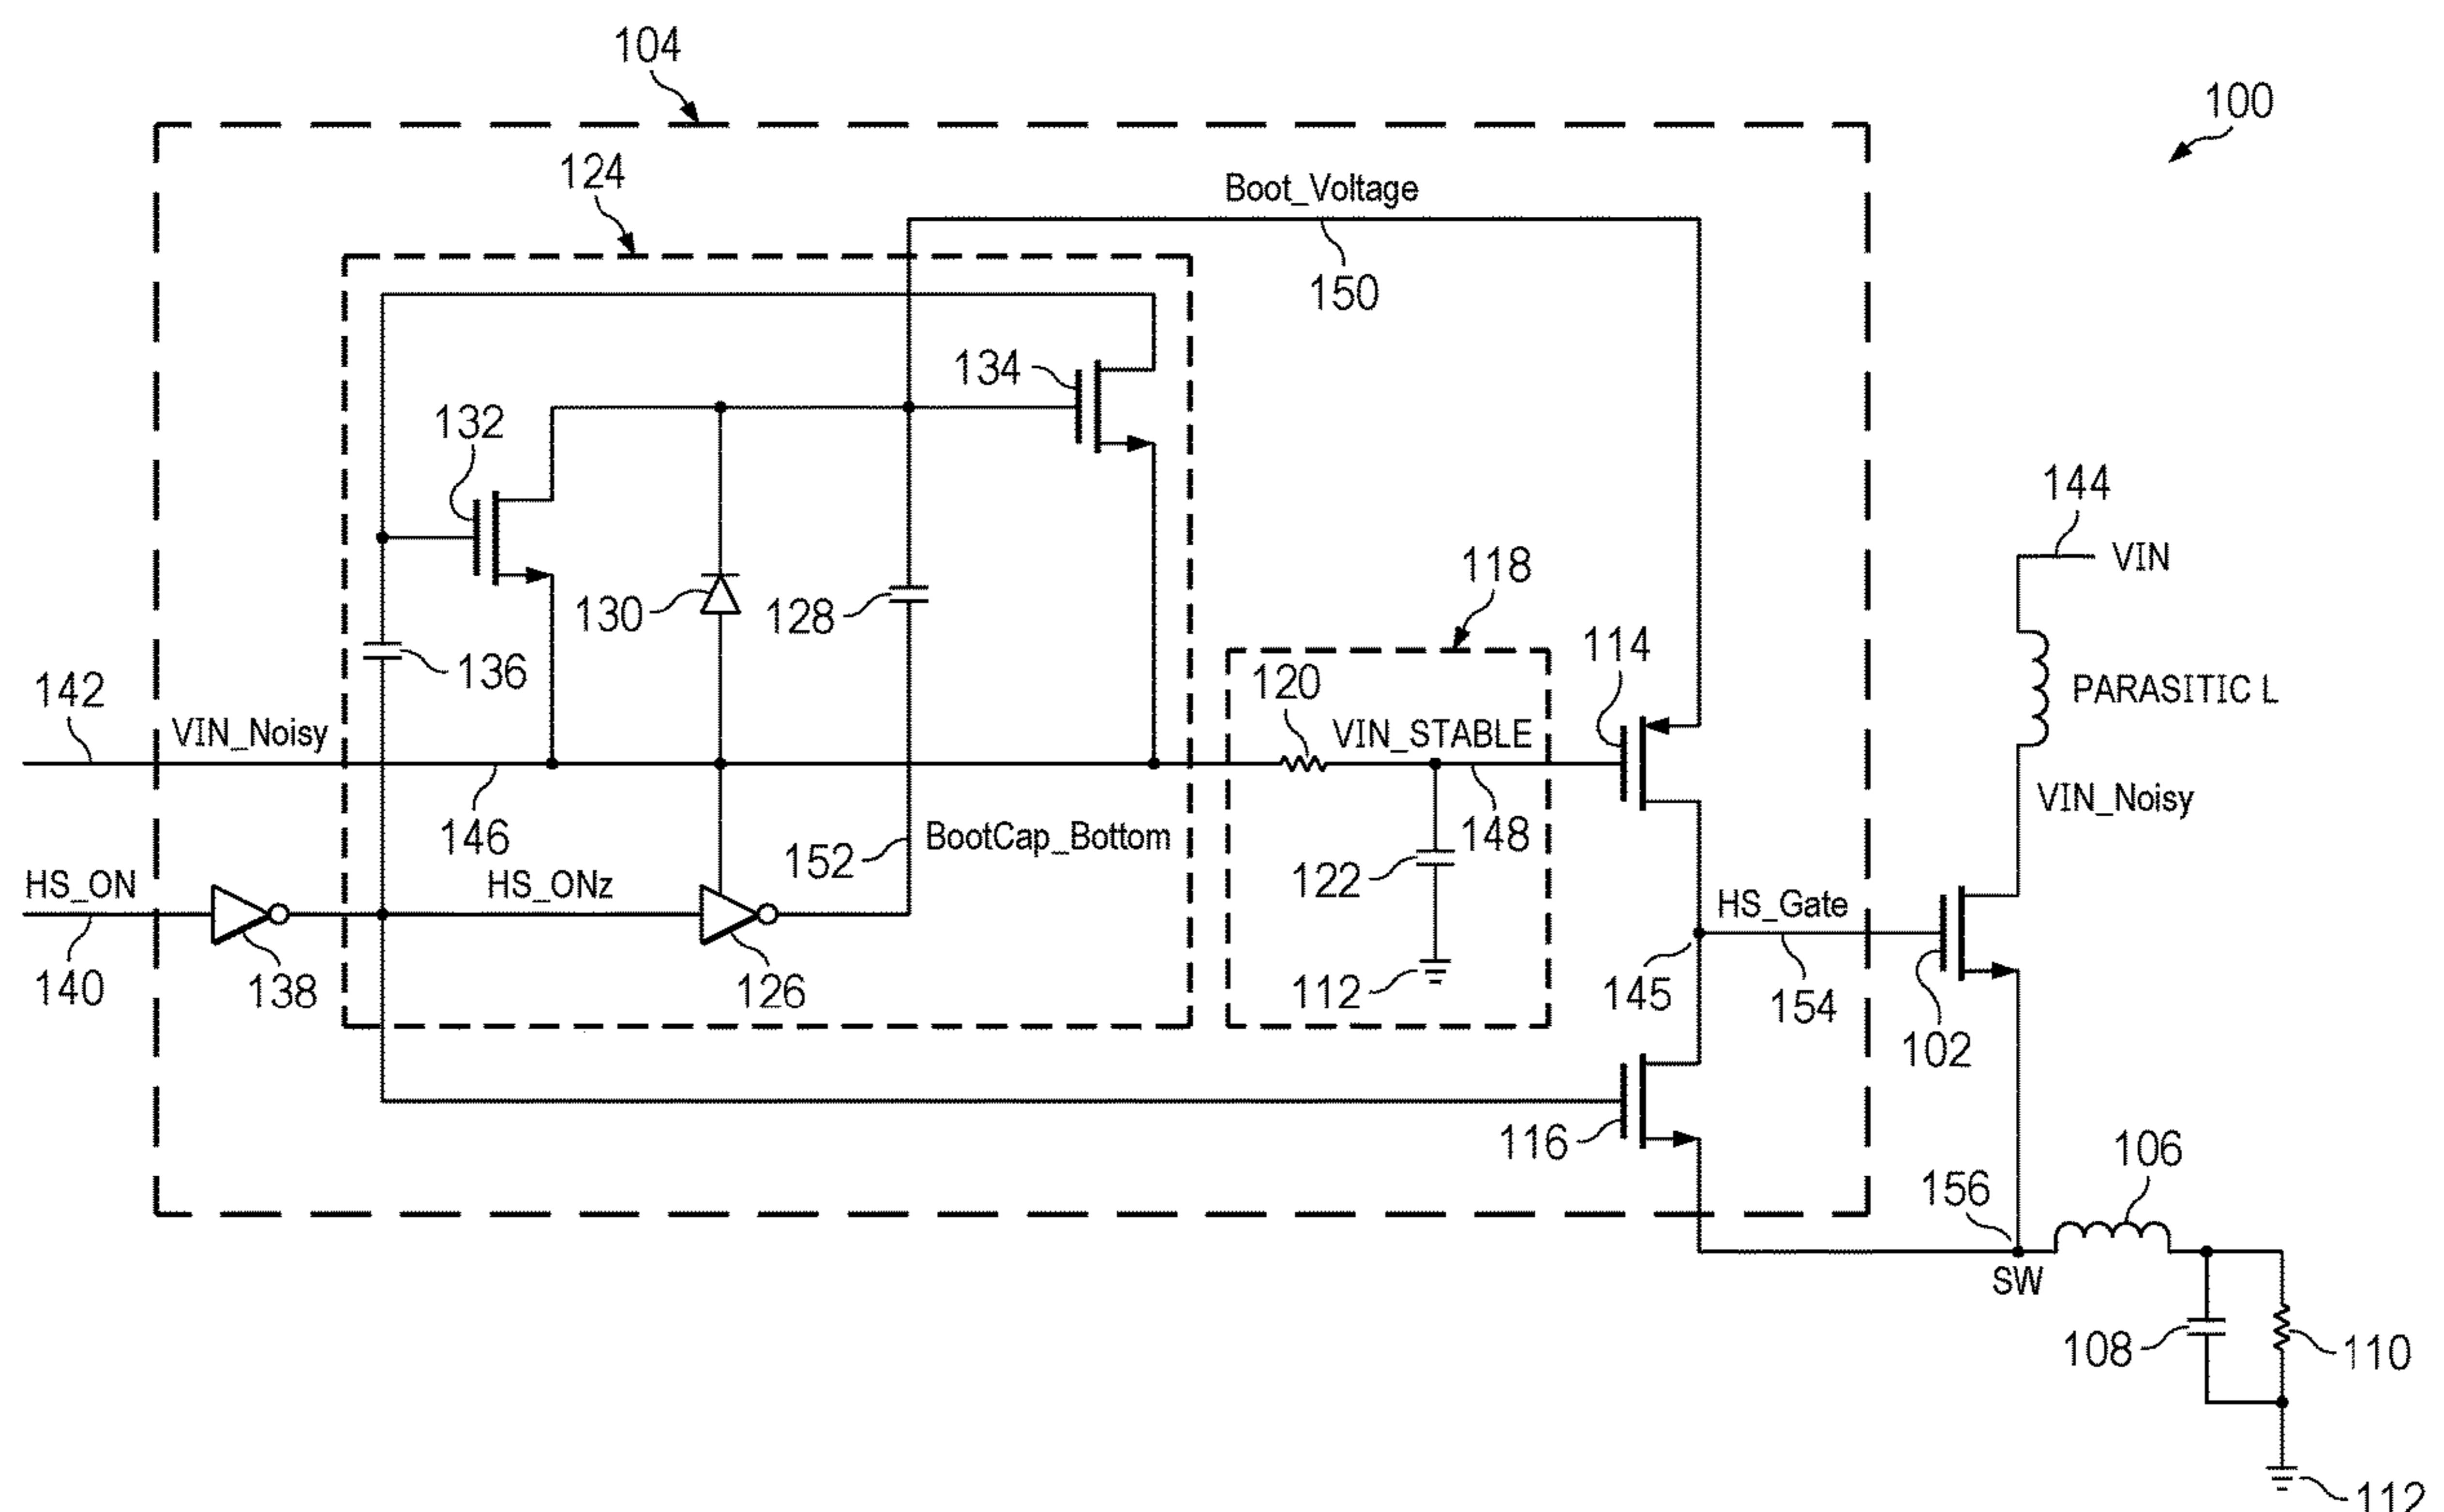 104
100
124
Boot_Voltage
150
134
132
144
VIN
118
130
128
114
136
120
142
VIN_Noisy
VIN_STABLE
PARASITIC L
VIN_Noisy
146
152
BootCap_Bottom
148
122
HS_ON
HS_ONz
HS_Gate
140
138
126
112
145
154
102
116
106
156
SW
108
110
112